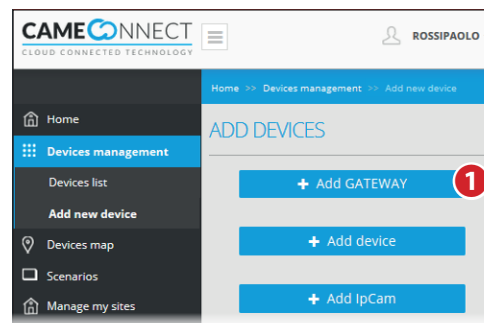 CAMECONNECT
CLOUD CONNECTED TECHNOLOGY
ROSSIPAOLO
Home >> Devices management >> Add new device
Home
Devices management
Devices list
Add new device
Devices map
Scenarios
Manage my sites
ADD DEVICES
+ Add GATEWAY
1
+ Add device
+ Add IpCam